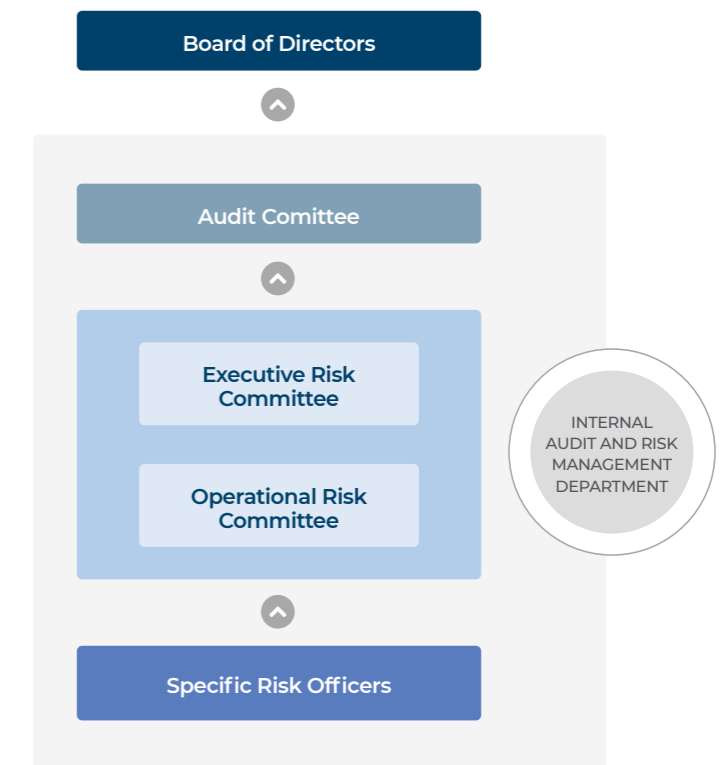 Board of Directors
Audit Comittee
Executive Risk
Committee
Operational Risk
Committee
INTERNAL
AUDIT AND RISK
MANAGEMENT
DEPARTMENT
Specific Risk Officers